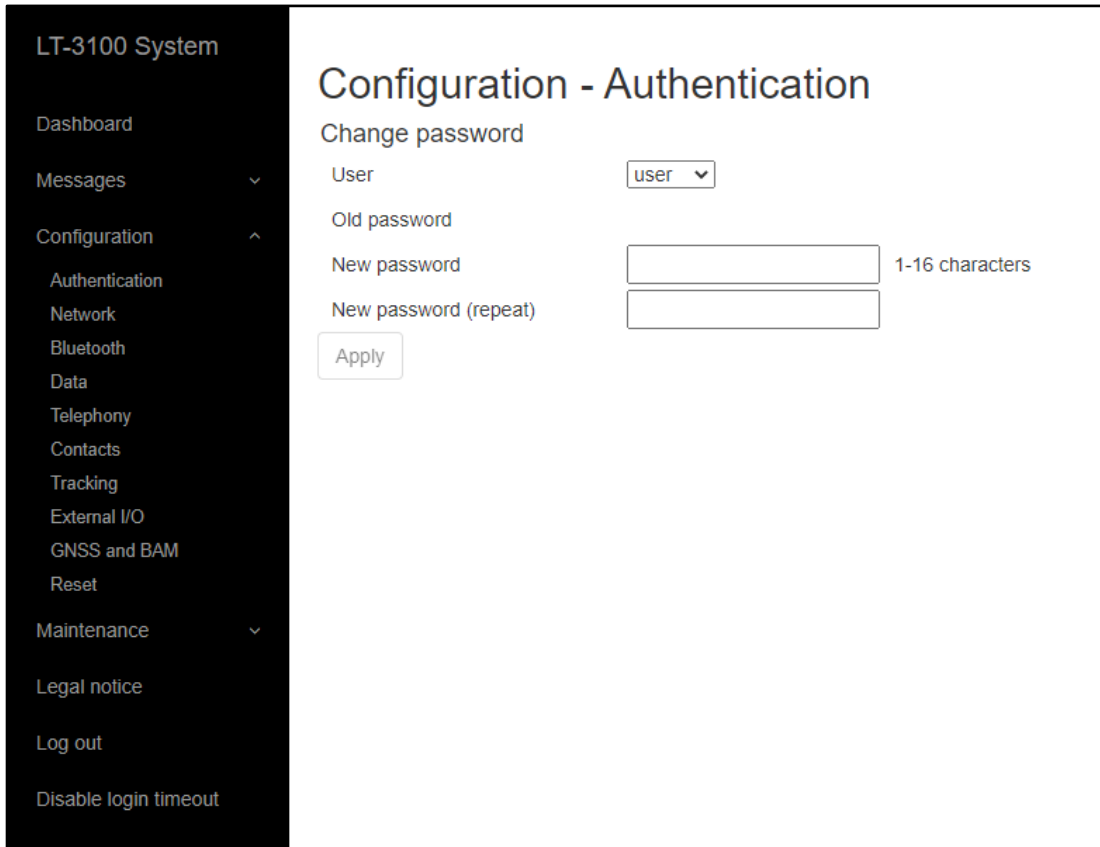 LT-3100 System
Dashboard
Messages
Configuration
Authentication
Network
Bluetooth
Data
Telephony
Contacts
Tracking
External I/O
GNSS and BAM
Reset
Maintenance
Legal notice
Log out
Disable login timeout
Configuration - Authentication
Change password
User user
Old password
New password 1-16 characters
New password (repeat)
Apply